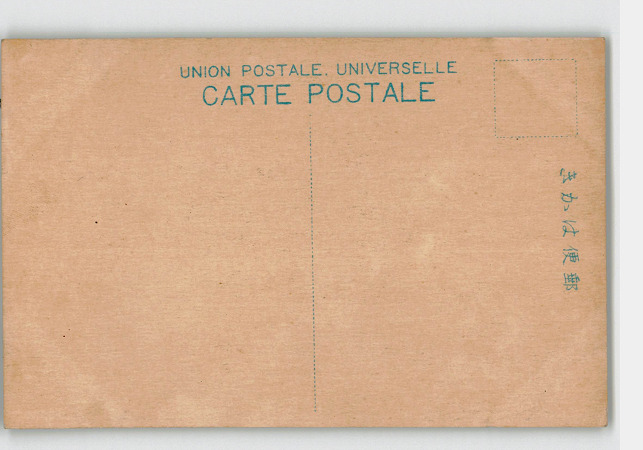 UNION POSTALE UNIVERSELLE
CARTE POSTALE
郵便はかき